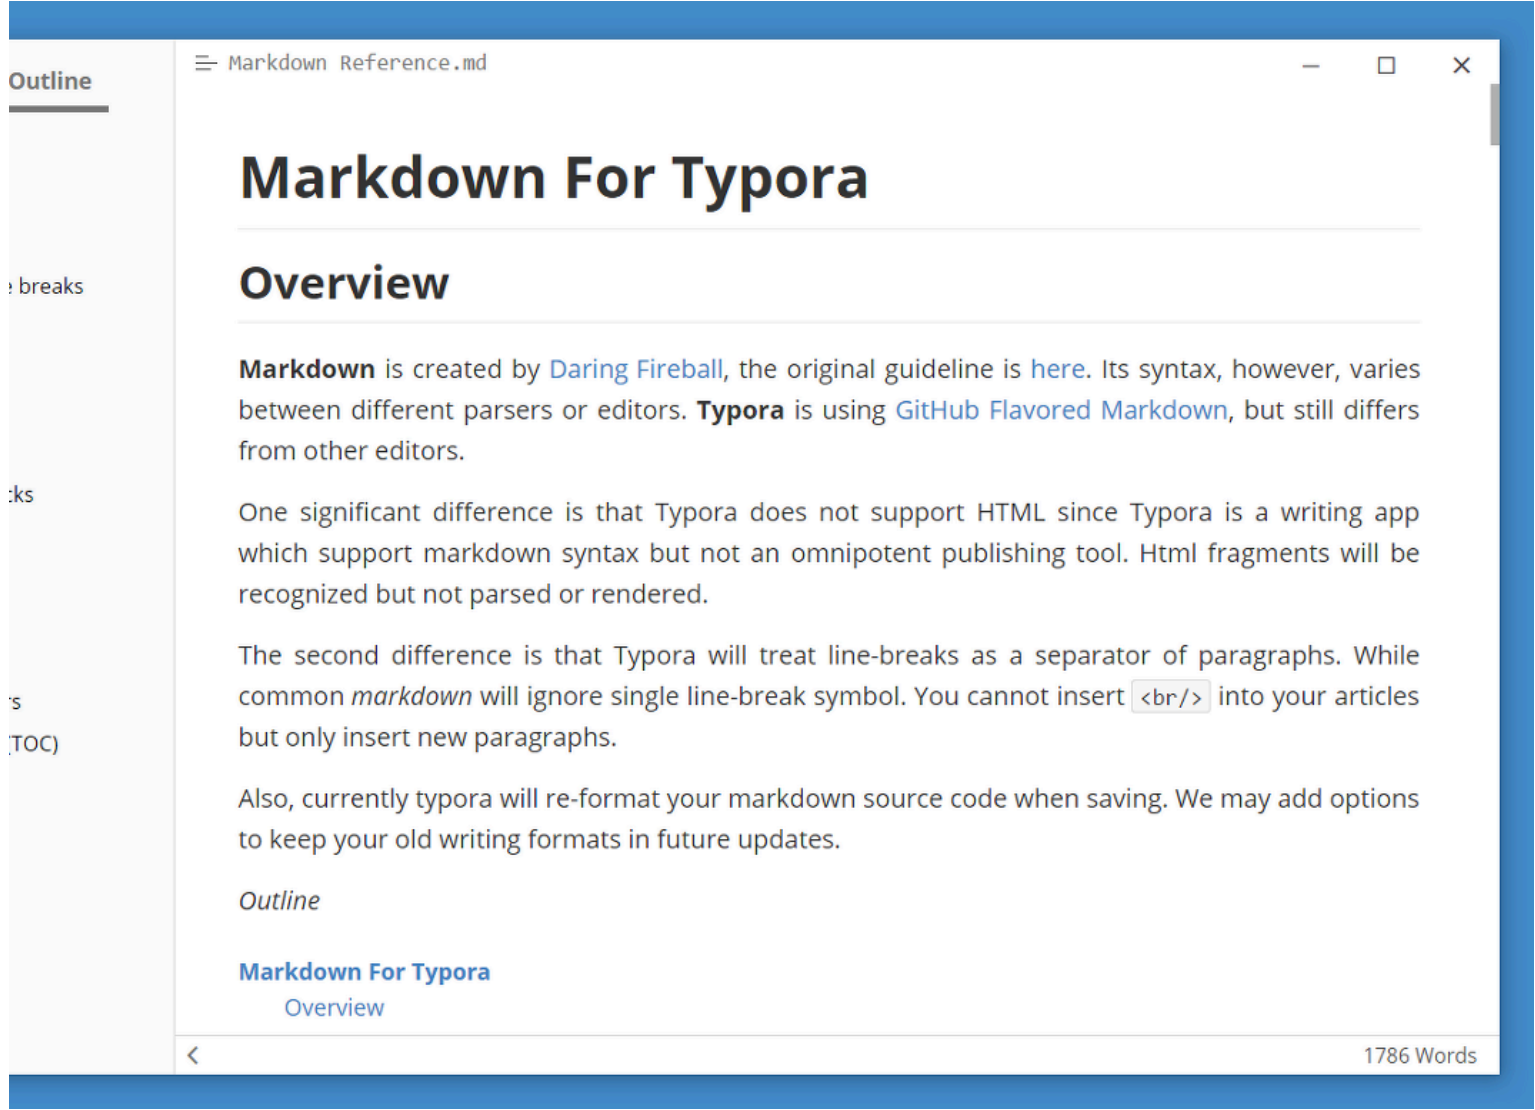 Outline
Markdown Reference.md
Markdown For Typora
Overview
breaks
Markdown is created by Daring Fireball, the original guideline is here. Its syntax, however, varies
between different parsers or editors. Typora is using GitHub Flavored Markdown, but still differs
from other editors.
One significant difference is that Typora does not support HTML since Typora is a writing app
which support markdown syntax but not an omnipotent publishing tool. Html fragments will be
recognized but not parsed or rendered.
The second difference is that Typora will treat line-breaks as a separator of paragraphs. While
common markdown will ignore single line-break symbol. You cannot insert <br/> into your articles
but only insert new paragraphs.
(TOC)
Also, currently typora will re-format your markdown source code when saving. We may add options
to keep your old writing formats in future updates.
Outline
Markdown For Typora
Overview
1786 Words